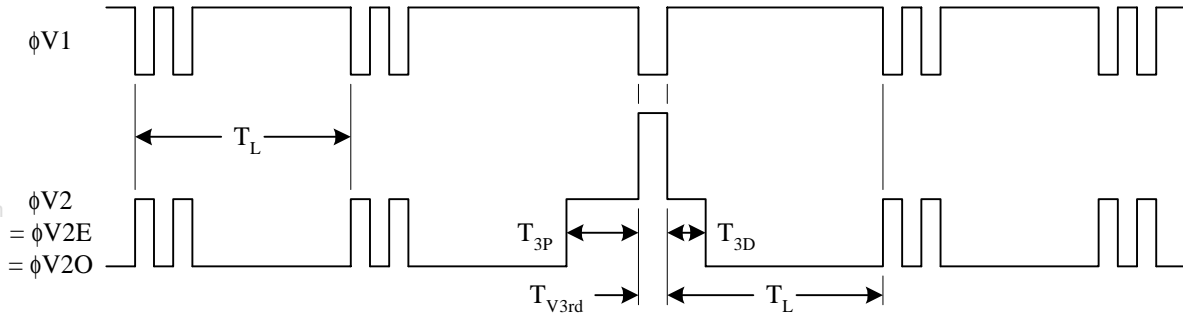 ϕV1
T_L
ϕV2
= ϕV2E
= ϕV2O
T_3P
T_3D
T_V3rd
T_L